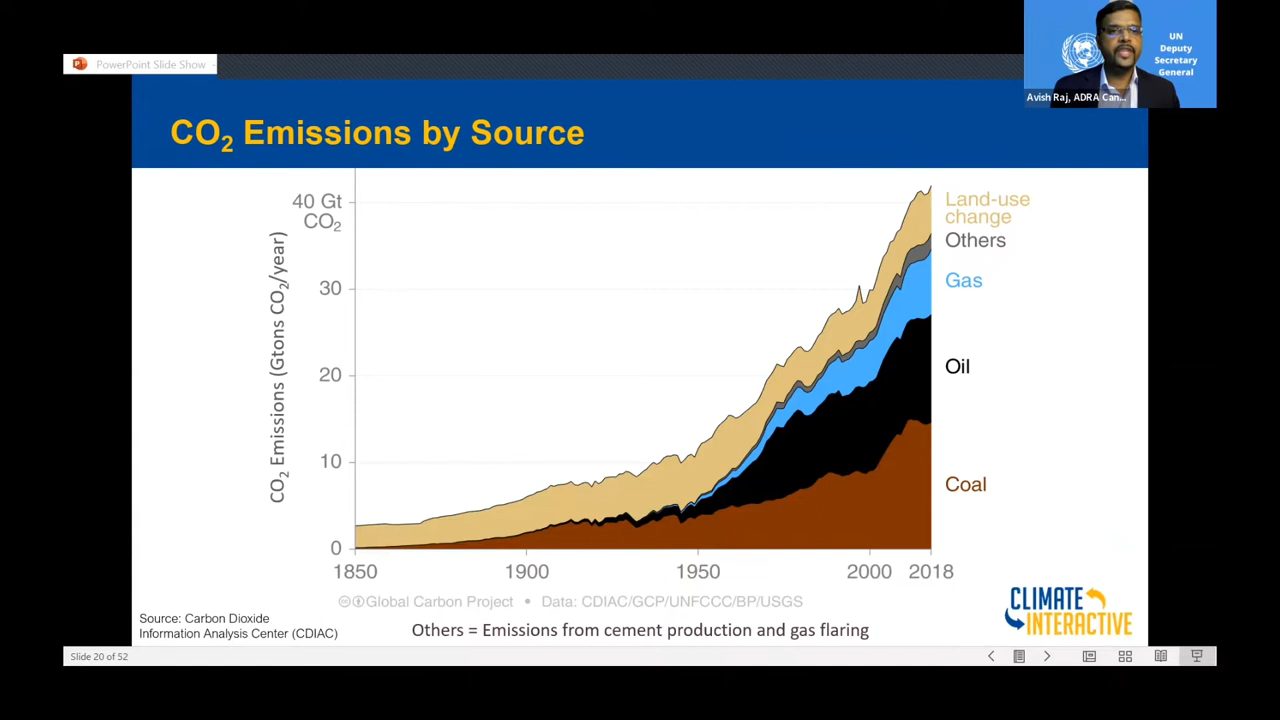 UN
Deputy
Secretary
General
Avish Raj, ADRA Can...
PowerPoint Slide Show
CO₂ Emissions by Source
40 Gt
CO₂
30
20
10
0
CO₂ Emissions (Gtons CO₂/year)
Land-use
change
Others
Gas
Oil
Coal
1850
1900
1950
2000
2018
Global Carbon Project • Data: CDIAC/GCP/UNFCCC/BP/USGS
Source: Carbon Dioxide
Information Analysis Center (CDIAC)
Others = Emissions from cement production and gas flaring
CLIMATE
INTERACTIVE
Slide 20 of 52